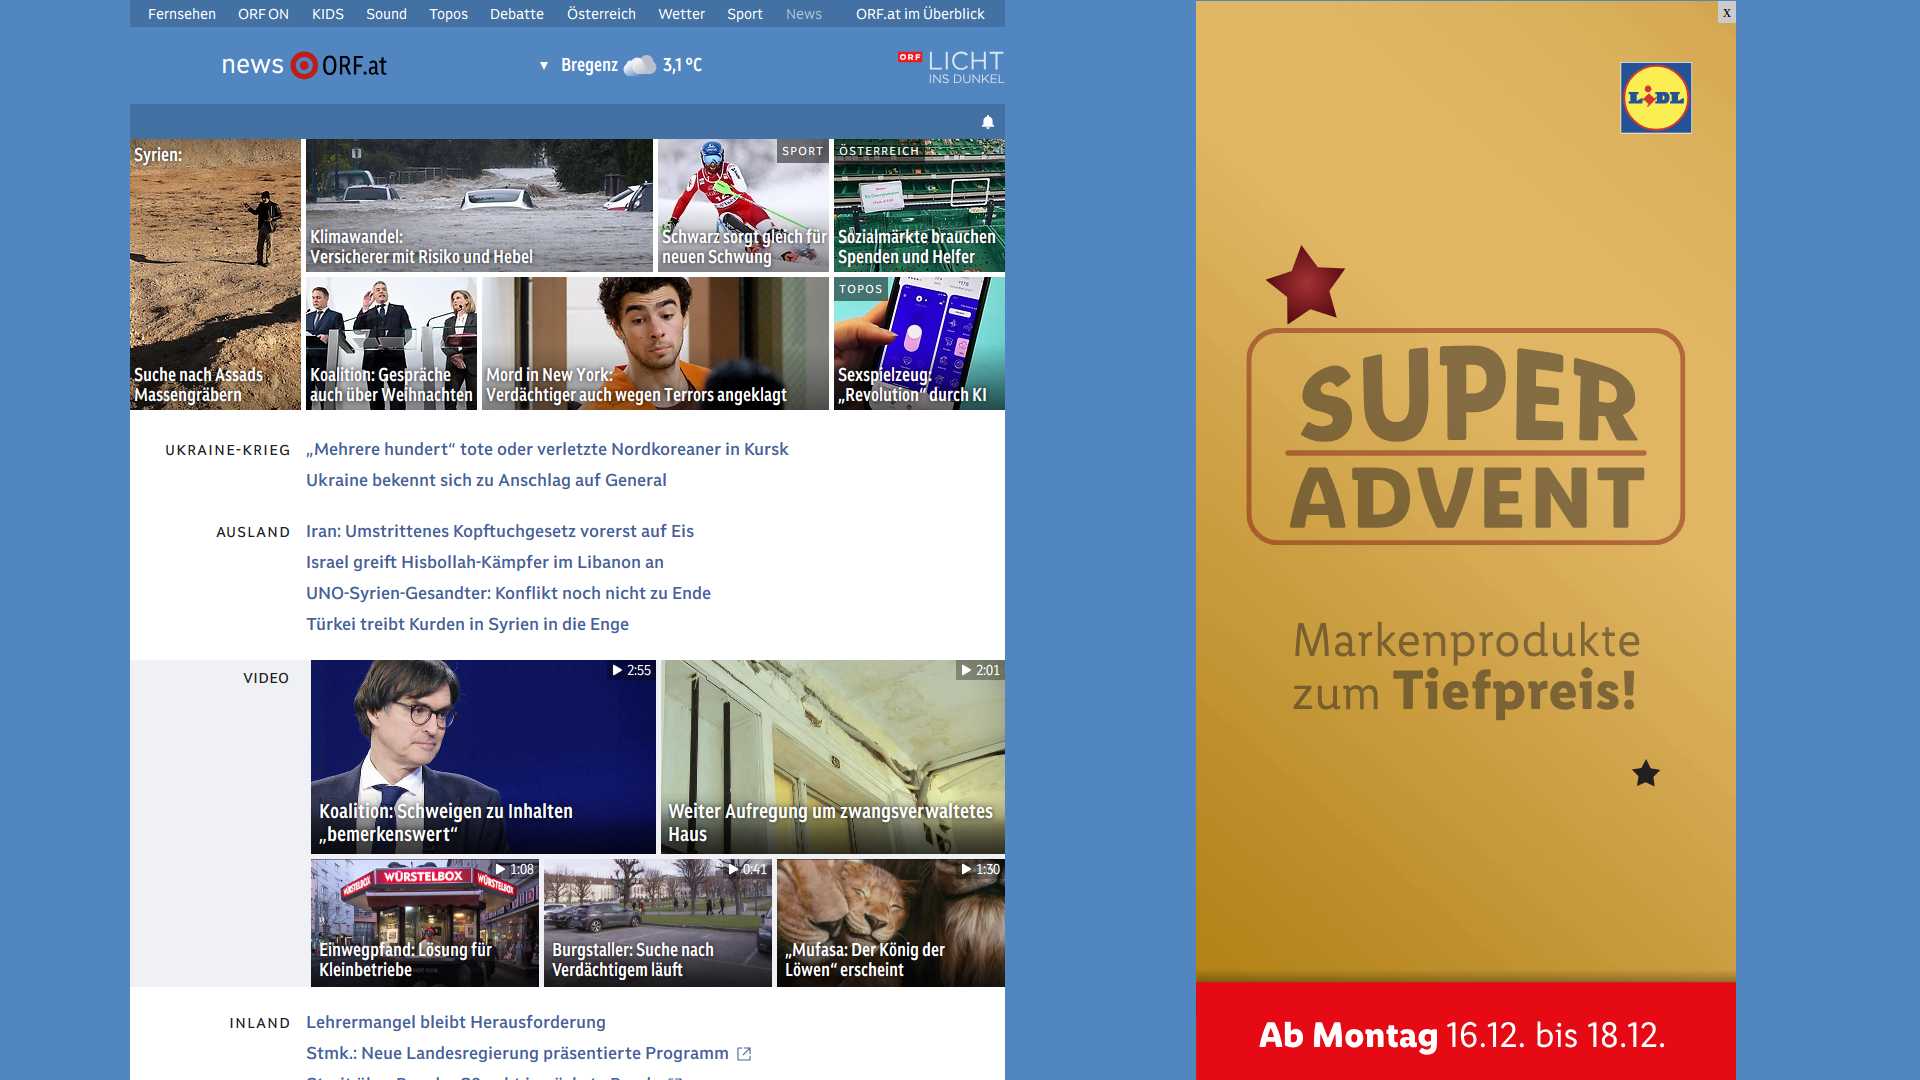 Fernsehen ORF ON KIDS Sound Topos Debatte Österreich Wetter Sport News ORF.at im Überblick
news ORF.at
▼ Bregenz 3,1 °C
ORF LICHT
INS DUNKEL
Syrien:
Suche nach Assads
Massengräbern
Klimawandel:
Versicherer mit Risiko und Hebel
SPORT
Schwarz sorgt gleich für
neuen Schwung
ÖSTERREICH
Sozialmärkte brauchen
Spenden und Helfer
Koalition: Gespräche
auch über Weihnachten
Mord in New York:
Verdächtiger auch wegen Terrors angeklagt
TOPOS
Sexspielzeug:
„Revolution“ durch KI
UKRAINE-KRIEG
„Mehrere hundert“ tote oder verletzte Nordkoreaner in Kursk
Ukraine bekennt sich zu Anschlag auf General
AUSLAND
Iran: Umstrittenes Kopftuchgesetz vorerst auf Eis
Israel greift Hisbollah-Kämpfer im Libanon an
UNO-Syrien-Gesandter: Konflikt noch nicht zu Ende
Türkei treibt Kurden in Syrien in die Enge
VIDEO
2:55
Koalition: Schweigen zu Inhalten
„bemerkenswert“
2:01
Weiter Aufregung um zwangsverwaltetes
Haus
1:08
WÜRSTELBOX WÜRSTELBOX WÜRSTELBOX
Einwegpfand: Lösung für
Kleinbetriebe
0:41
Burgstaller: Suche nach
Verdächtigem läuft
1:30
„Mufasa: Der König der
Löwen“ erscheint
INLAND
Lehrermangel bleibt Herausforderung
Stmk.: Neue Landesregierung präsentierte Programm
x
LIDL
SUPER
ADVENT
Markenprodukte
zum Tiefpreis!
Ab Montag 16.12. bis 18.12.